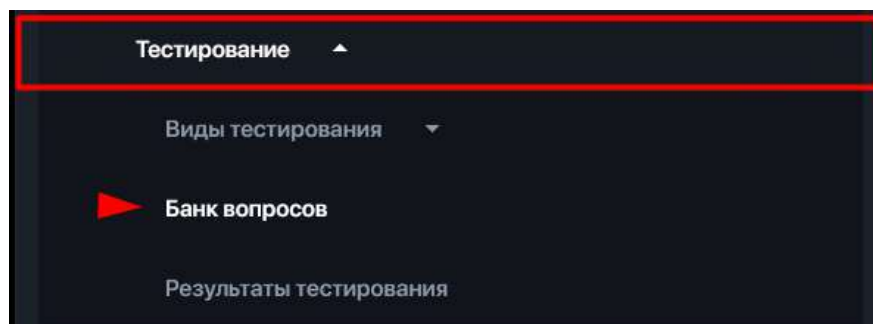 Тестирование
Виды тестирования
Банк вопросов
Результаты тестирования